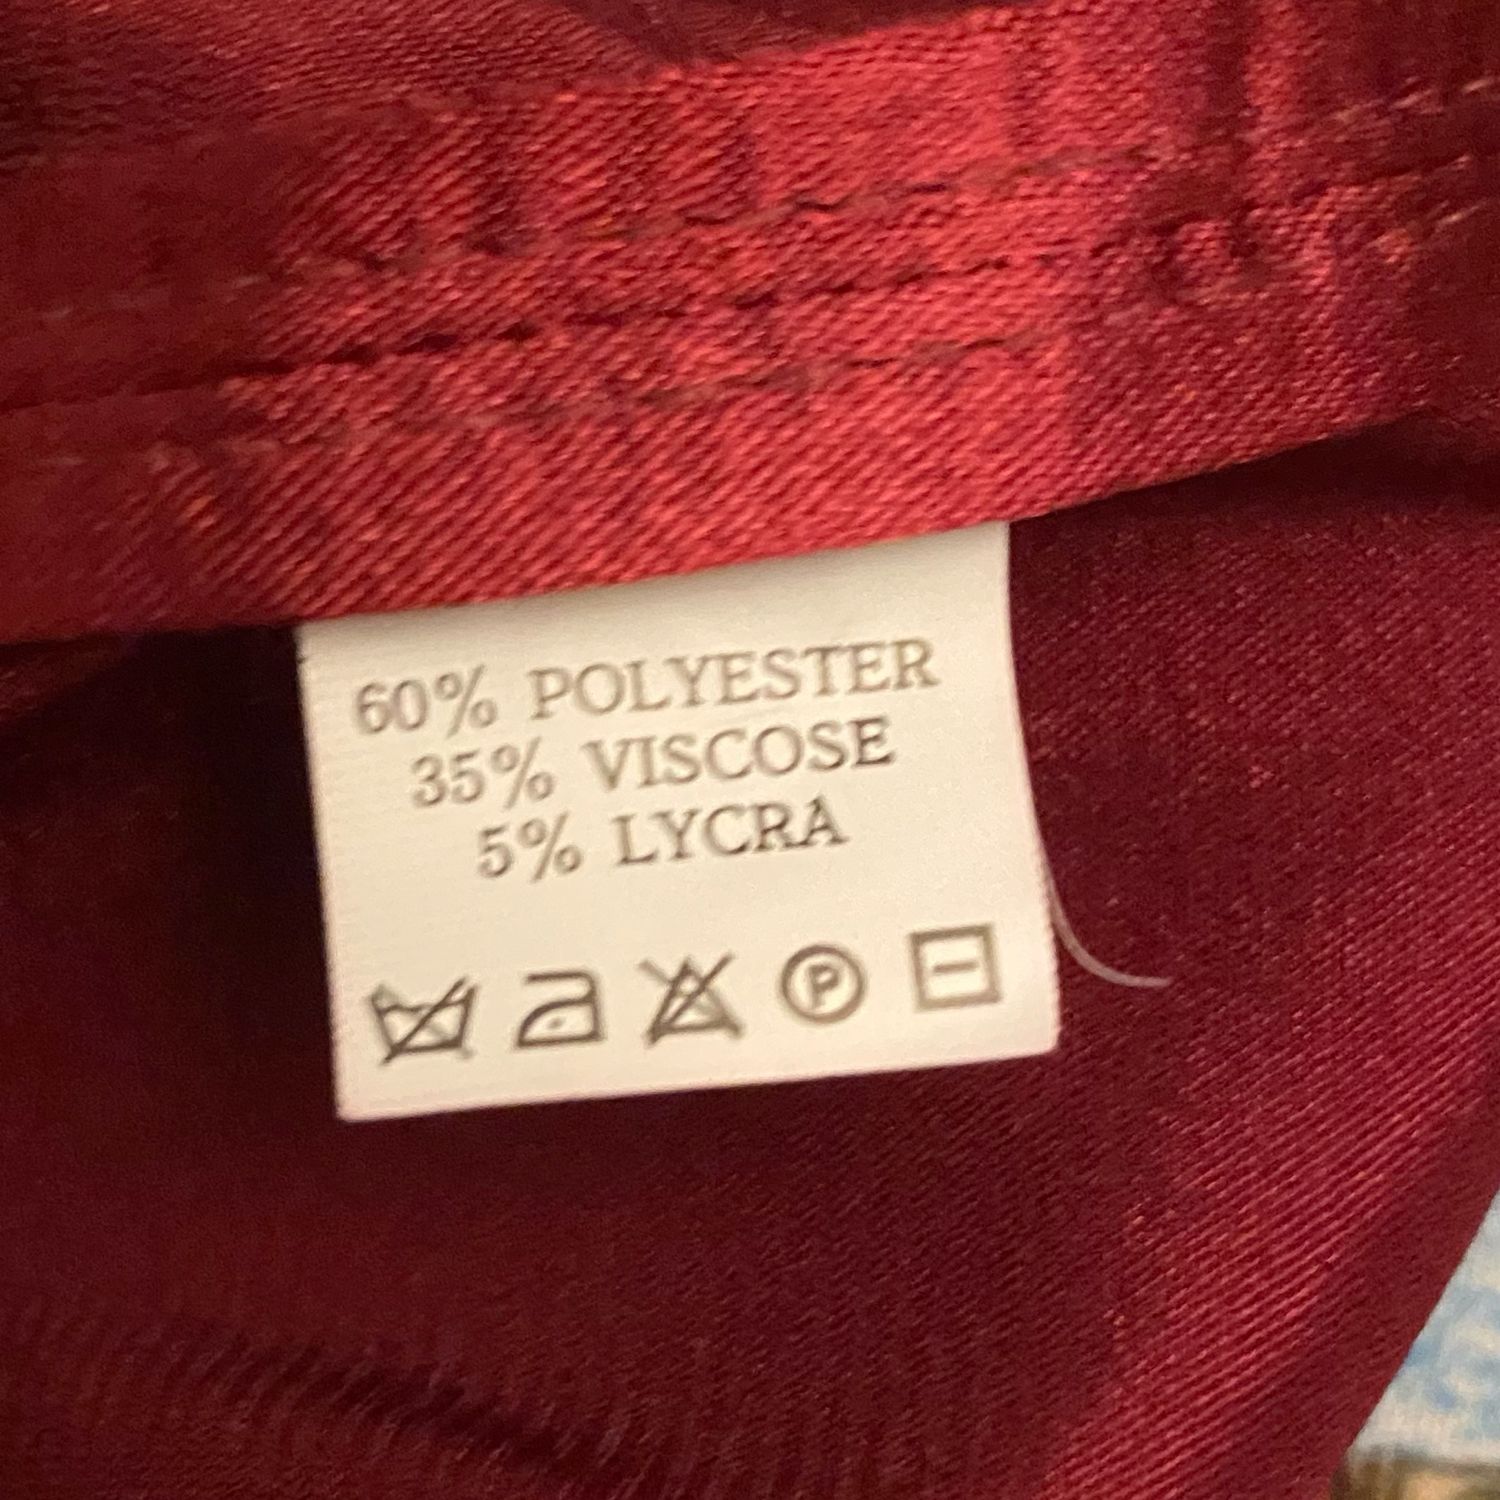 60% POLYESTER
35% VISCOSE
5% LYCRA
P